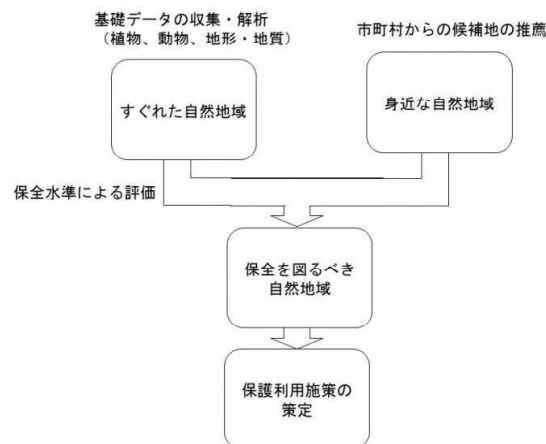 基礎データの収集・解析
（植物、動物、地形・地質）
市町村からの候補地の推薦
すぐれた自然地域
身近な自然地域
保全水準による評価
保全を図るべき
自然地域
保護利用施策の
策定